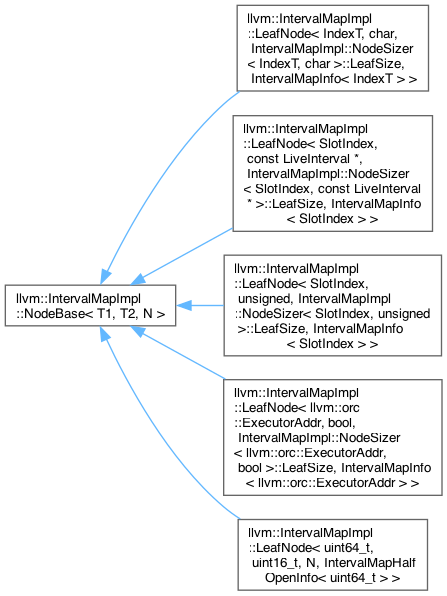 llvm::IntervalMapImpl
::LeafNode< IndexT, char,
IntervalMapImpl::NodeSizer
< IndexT, char >::LeafSize,
IntervalMapInfo< IndexT > >
llvm::IntervalMapImpl
::LeafNode< SlotIndex,
const LiveInterval *,
IntervalMapImpl::NodeSizer
< SlotIndex, const LiveInterval
* >::LeafSize, IntervalMapInfo
< SlotIndex > >
llvm::IntervalMapImpl
::LeafNode< SlotIndex,
unsigned, IntervalMapImpl
::NodeSizer< SlotIndex, unsigned
>::LeafSize, IntervalMapInfo
< SlotIndex > >
llvm::IntervalMapImpl
::NodeBase< T1, T2, N >
llvm::IntervalMapImpl
::LeafNode< llvm::orc
::ExecutorAddr, bool,
IntervalMapImpl::NodeSizer
< llvm::orc::ExecutorAddr,
bool >::LeafSize, IntervalMapInfo
< llvm::orc::ExecutorAddr > >
llvm::IntervalMapImpl
::LeafNode< uint64_t,
uint16_t, N, IntervalMapHalf
OpenInfo< uint64_t > >